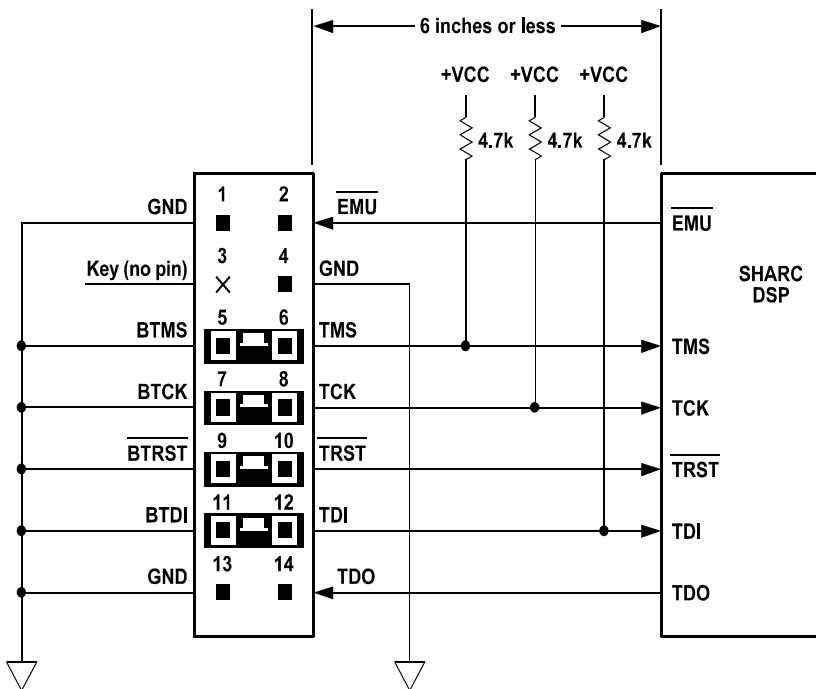 6 inches or less
+VCC +VCC +VCC
4.7k 4.7k 4.7k
1 2
GND EMU EMU
3 4
Key (no pin) GND
SHARC
DSP
5 6
BTMS TMS TMS
7 8
BTCK TCK TCK
9 10
BTRST TRST TRST
11 12
BTDI TDI TDI
13 14
GND TDO TDO